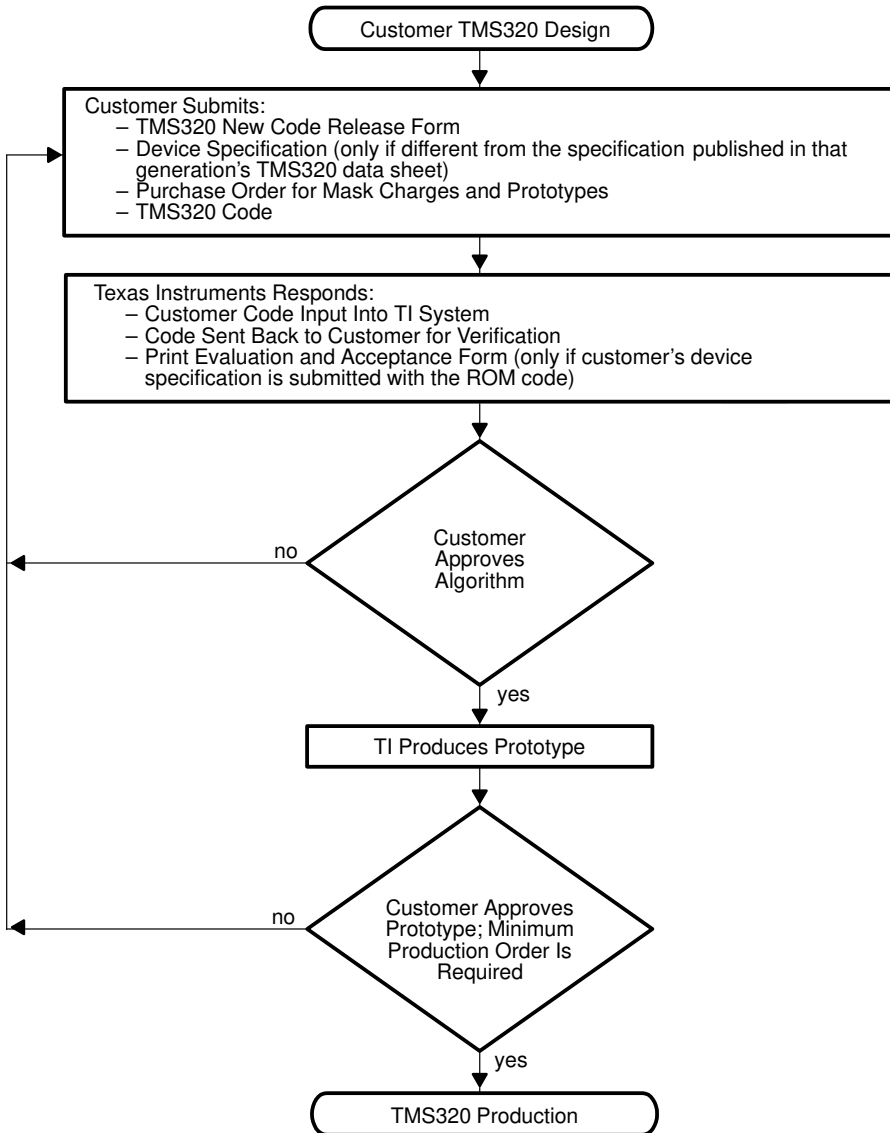 Customer TMS320 Design
Customer Submits:
– TMS320 New Code Release Form
– Device Specification (only if different from the specification published in that
generation's TMS320 data sheet)
– Purchase Order for Mask Charges and Prototypes
– TMS320 Code
Texas Instruments Responds:
– Customer Code Input Into TI System
– Code Sent Back to Customer for Verification
– Print Evaluation and Acceptance Form (only if customer's device
specification is submitted with the ROM code)
Customer
Approves
Algorithm
no
yes
TI Produces Prototype
Customer Approves
Prototype; Minimum
Production Order Is
Required
no
yes
TMS320 Production